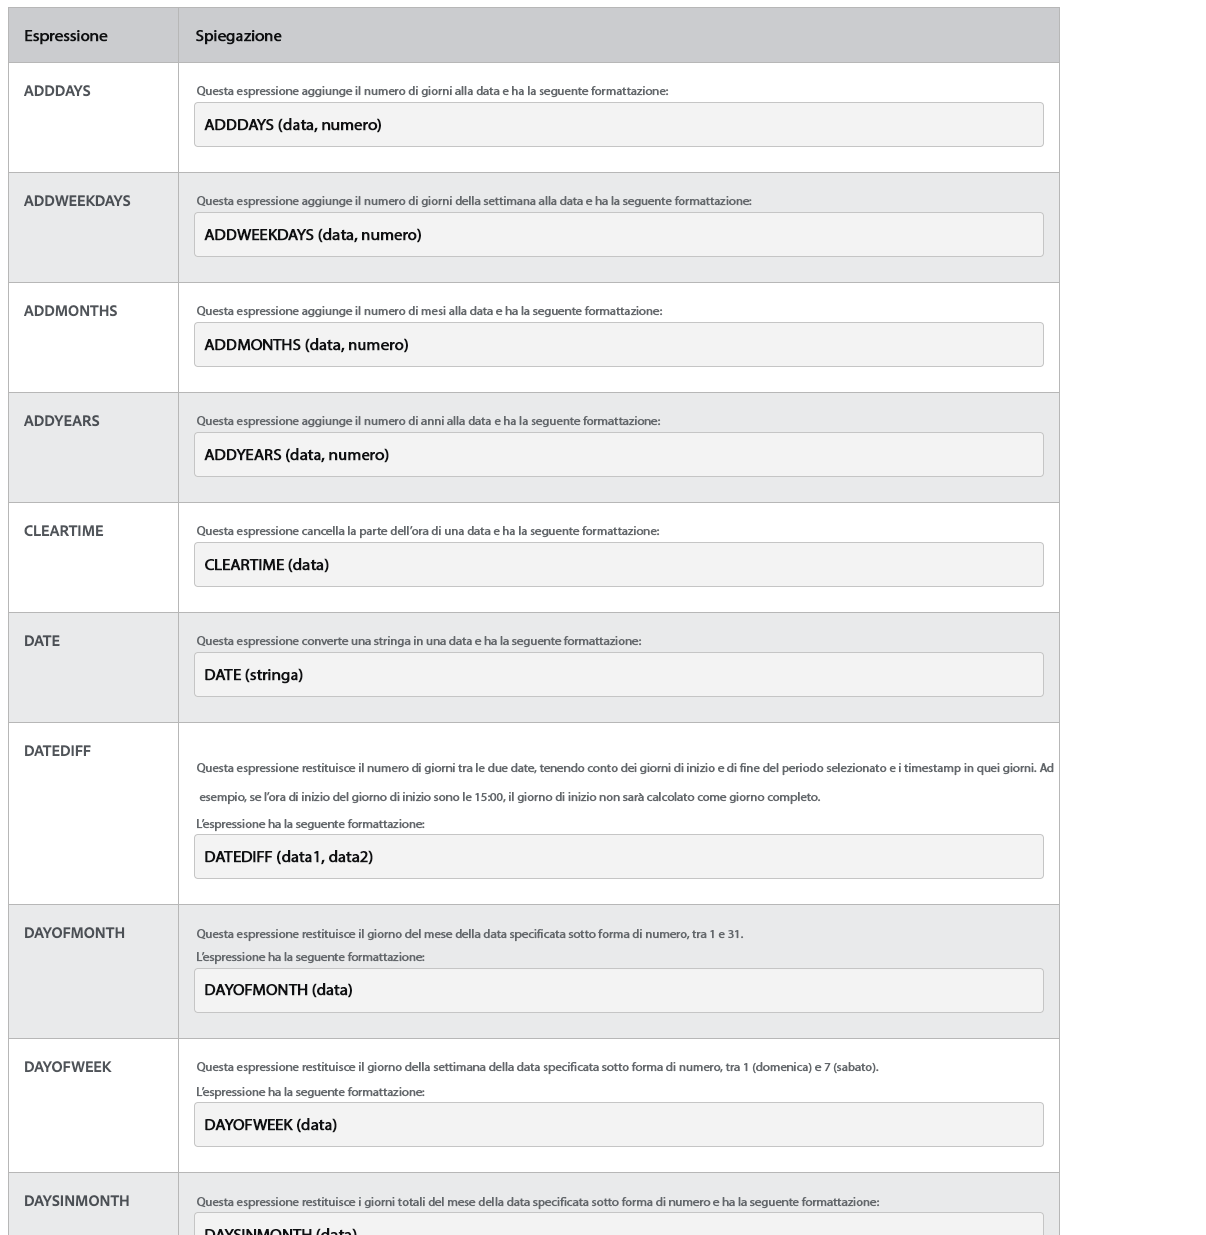 Espressione Spiegazione
ADDDAYS
Questa espressione aggiunge il numero di giorni alla data e ha la seguente formattazione:
ADDDAYS (data, numero)
ADDWEEKDAYS
Questa espressione aggiunge il numero di giorni della settimana alla data e ha la seguente formattazione:
ADDWEEKDAYS (data, numero)
ADDMONTHS
Questa espressione aggiunge il numero di mesi alla data e ha la seguente formattazione:
ADDMONTHS (data, numero)
ADDYEARS
Questa espressione aggiunge il numero di anni alla data e ha la seguente formattazione:
ADDYEARS (data, numero)
CLEARTIME
Questa espressione cancella la parte dell’ora di una data e ha la seguente formattazione:
CLEARTIME (data)
DATE
Questa espressione converte una stringa in una data e ha la seguente formattazione:
DATE (stringa)
DATEDIFF
Questa espressione restituisce il numero di giorni tra le due date, tenendo conto dei giorni di inizio e di fine del periodo selezionato e i timestamp in quei giorni. Ad
esempio, se l’ora di inizio del giorno di inizio sono le 15:00, il giorno di inizio non sarà calcolato come giorno completo.
L’espressione ha la seguente formattazione:
DATEDIFF (data1, data2)
DAYOFMONTH
Questa espressione restituisce il giorno del mese della data specificata sotto forma di numero, tra 1 e 31.
L’espressione ha la seguente formattazione:
DAYOFMONTH (data)
DAYOFWEEK
Questa espressione restituisce il giorno della settimana della data specificata sotto forma di numero, tra 1 (domenica) e 7 (sabato).
L’espressione ha la seguente formattazione:
DAYOFWEEK (data)
DAYSINMONTH
Questa espressione restituisce i giorni totali del mese della data specificata sotto forma di numero e ha la seguente formattazione:
DAYSINMONTH (data)